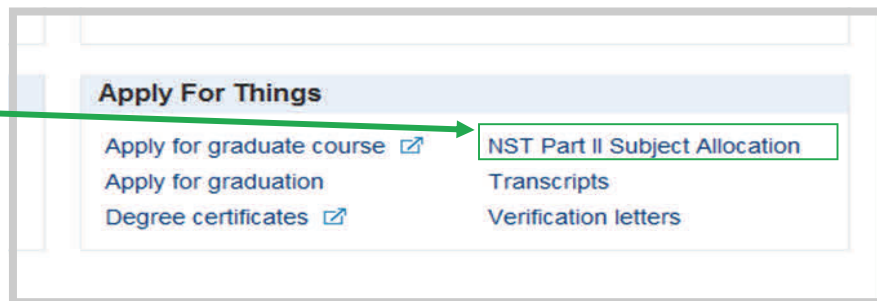 Apply For Things
Apply for graduate course
NST Part II Subject Allocation
Apply for graduation
Transcripts
Degree certificates
Verification letters